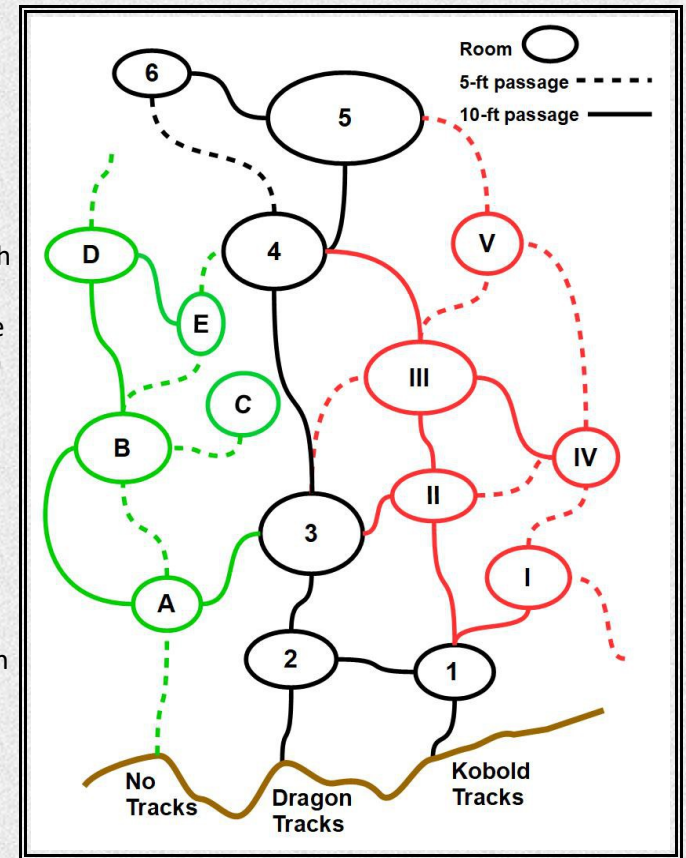 Room
5-ft passage
10-ft passage
6
5
4
V
D
E
III
C
B
IV
II
3
I
A
2
1
h
e
n
No
Tracks
Dragon
Tracks
Kobold
Tracks